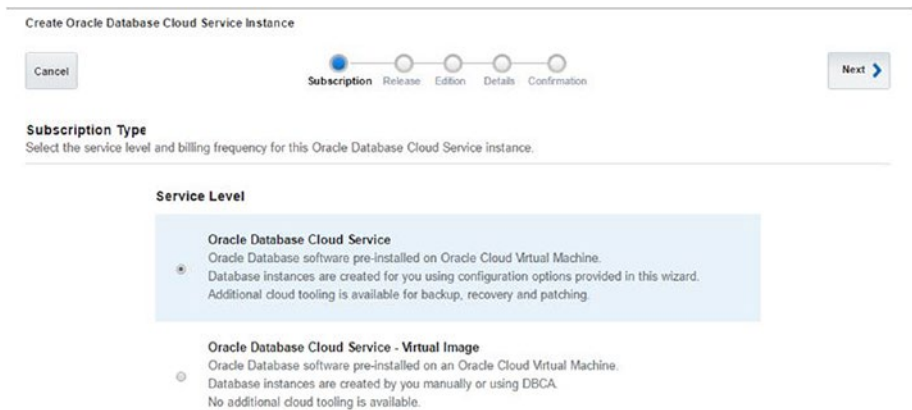 Create Oracle Database Cloud Service Instance
Cancel
Subscription Release Edition Details Confirmation
Next
Subscription Type
Select the service level and billing frequency for this Oracle Database Cloud Service instance.
Service Level
Oracle Database Cloud Service
Oracle Database software pre-installed on Oracle Cloud Virtual Machine.
Database instances are created for you using configuration options provided in this wizard.
Additional cloud tooling is available for backup, recovery and patching.
Oracle Database Cloud Service - Virtual Image
Oracle Database software pre-installed on an Oracle Cloud Virtual Machine.
Database instances are created by you manually or using DBCA.
No additional cloud tooling is available.